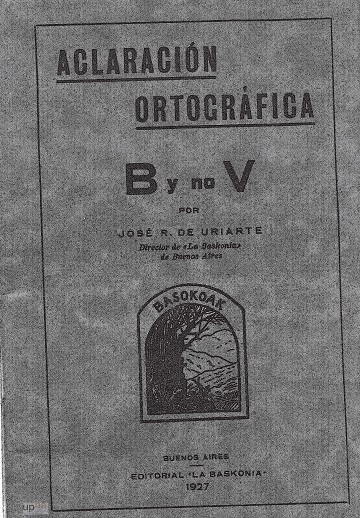 ACLARACIÓN
ORTOGRÁFICA
B y no V
POR
JOSÉ R. DE URIARTE
Director de «La Baskonia»
de Buenos Aires
BASOKOAK
BUENOS AIRES
EDITORIAL "LA BASKONIA"
1927
up